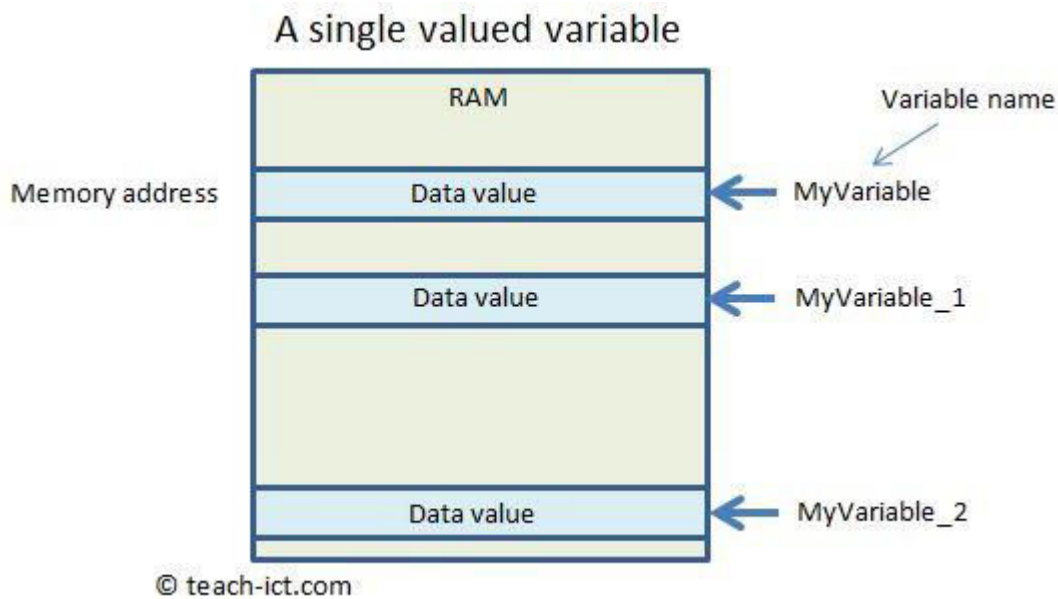 A single valued variable
RAM
Variable name
Memory address
Data value
MyVariable
Data value
MyVariable_1
Data value
MyVariable_2
© teach-ict.com